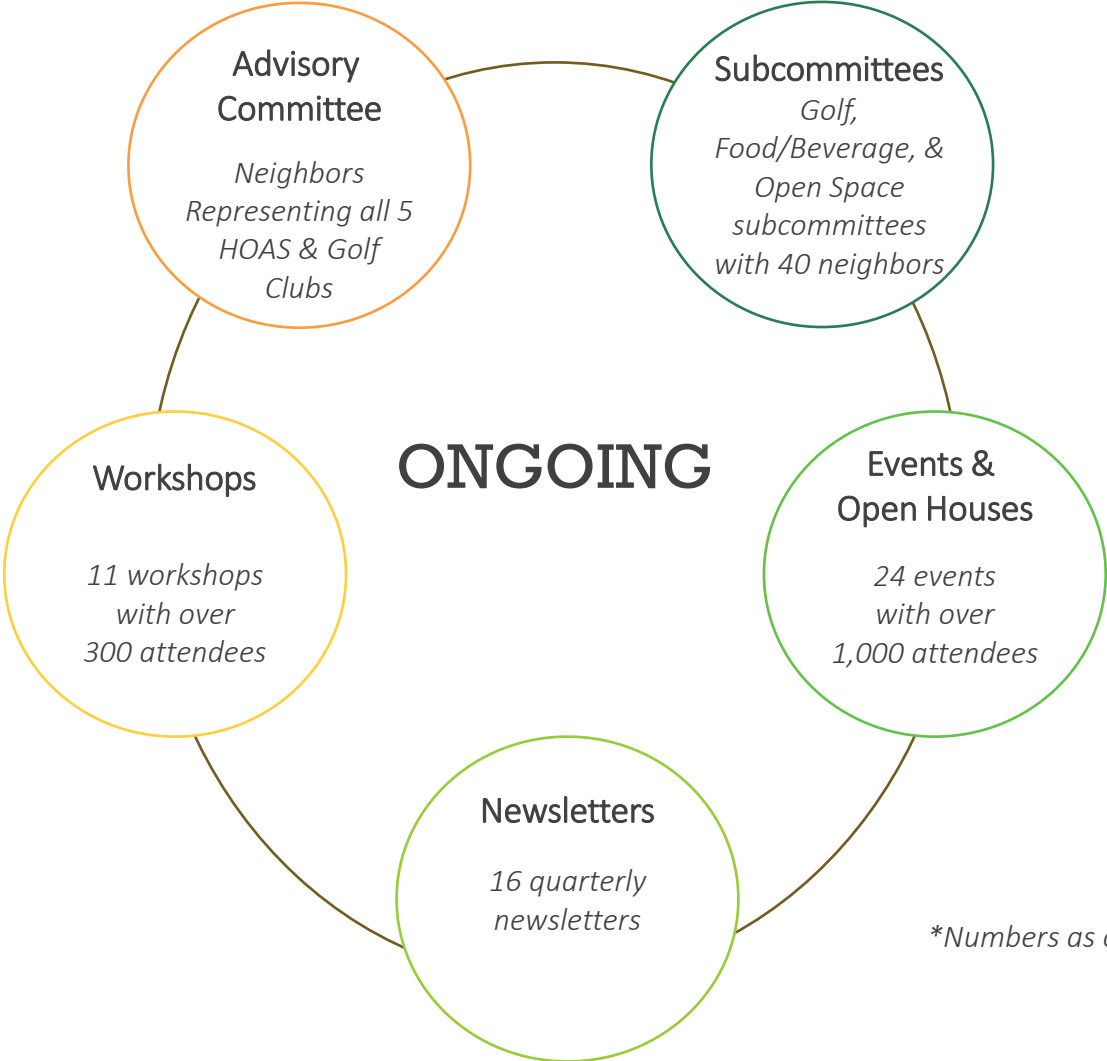 Advisory
Committee
Neighbors
Representing all 5
HOAS & Golf
Clubs
Subcommittees
Golf,
Food/Beverage, &
Open Space
subcommittees
with 40 neighbors
Workshops
11 workshops
with over
300 attendees
ONGOING
Events &
Open Houses
24 events
with over
1,000 attendees
Newsletters
16 quarterly
newsletters
*Numbers as